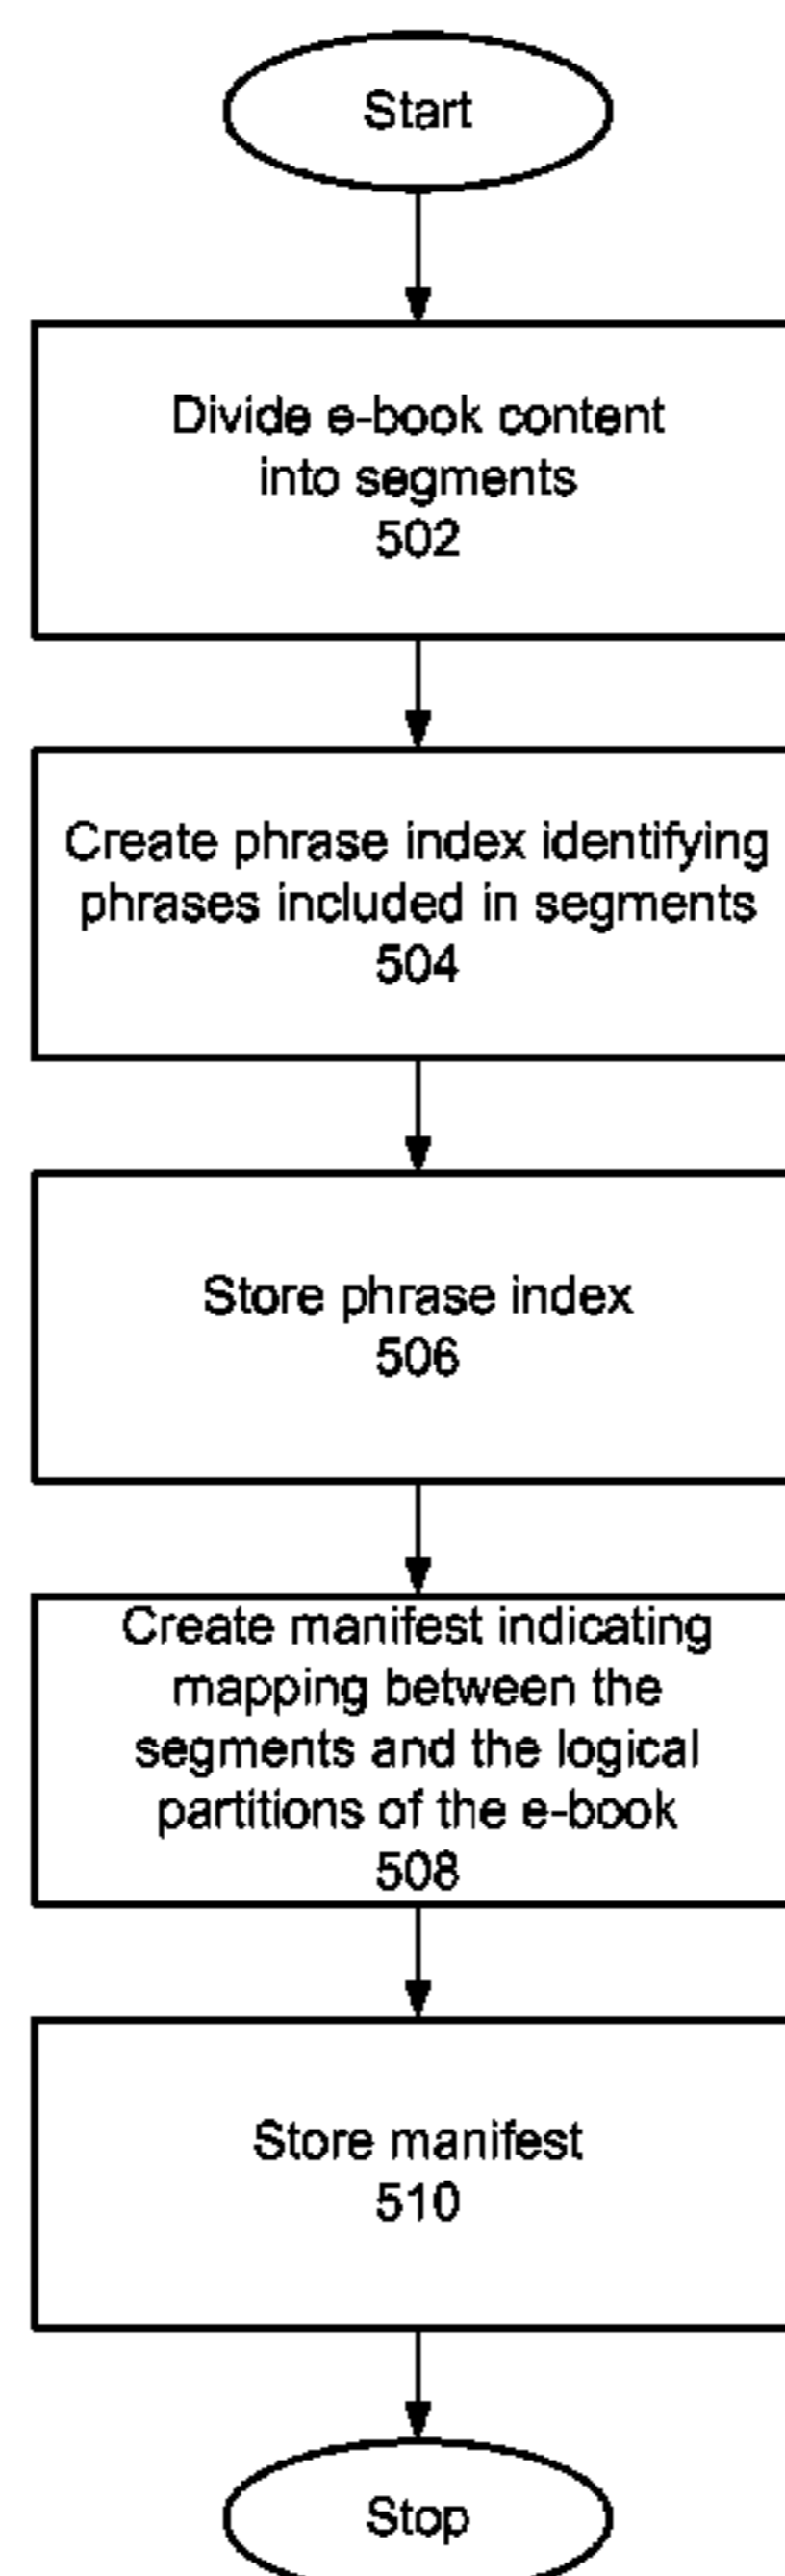 Start
Divide e-book content
into segments
502
Create phrase index identifying
phrases included in segments
504
Store phrase index
506
Create manifest indicating
mapping between the
segments and the logical
partitions of the e-book
508
Store manifest
510
Stop